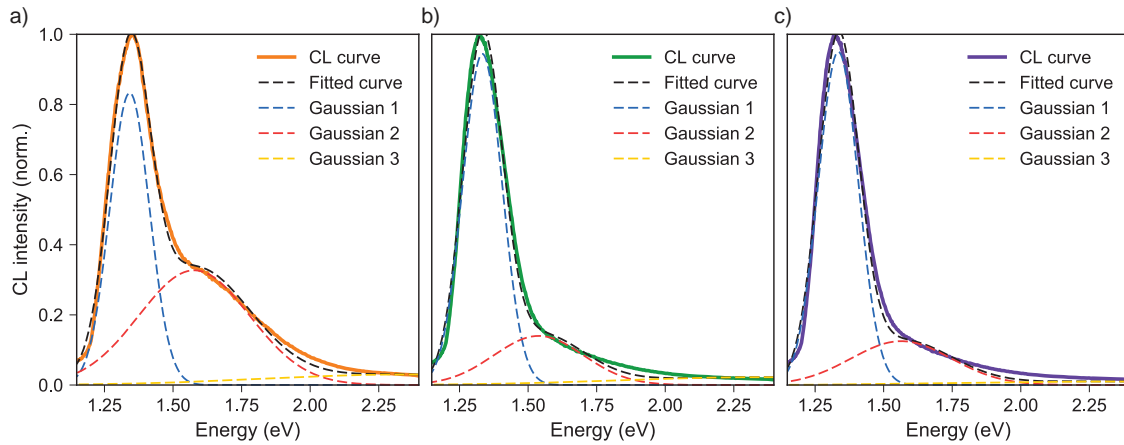 a)
CL intensity (norm.)
1.0
0.8
0.6
0.4
0.2
0.0
CL curve
Fitted curve
Gaussian 1
Gaussian 2
Gaussian 3
1.25 1.50 1.75 2.00 2.25
Energy (eV)
b)
CL curve
Fitted curve
Gaussian 1
Gaussian 2
Gaussian 3
1.25 1.50 1.75 2.00 2.25
Energy (eV)
c)
CL curve
Fitted curve
Gaussian 1
Gaussian 2
Gaussian 3
1.25 1.50 1.75 2.00 2.25
Energy (eV)